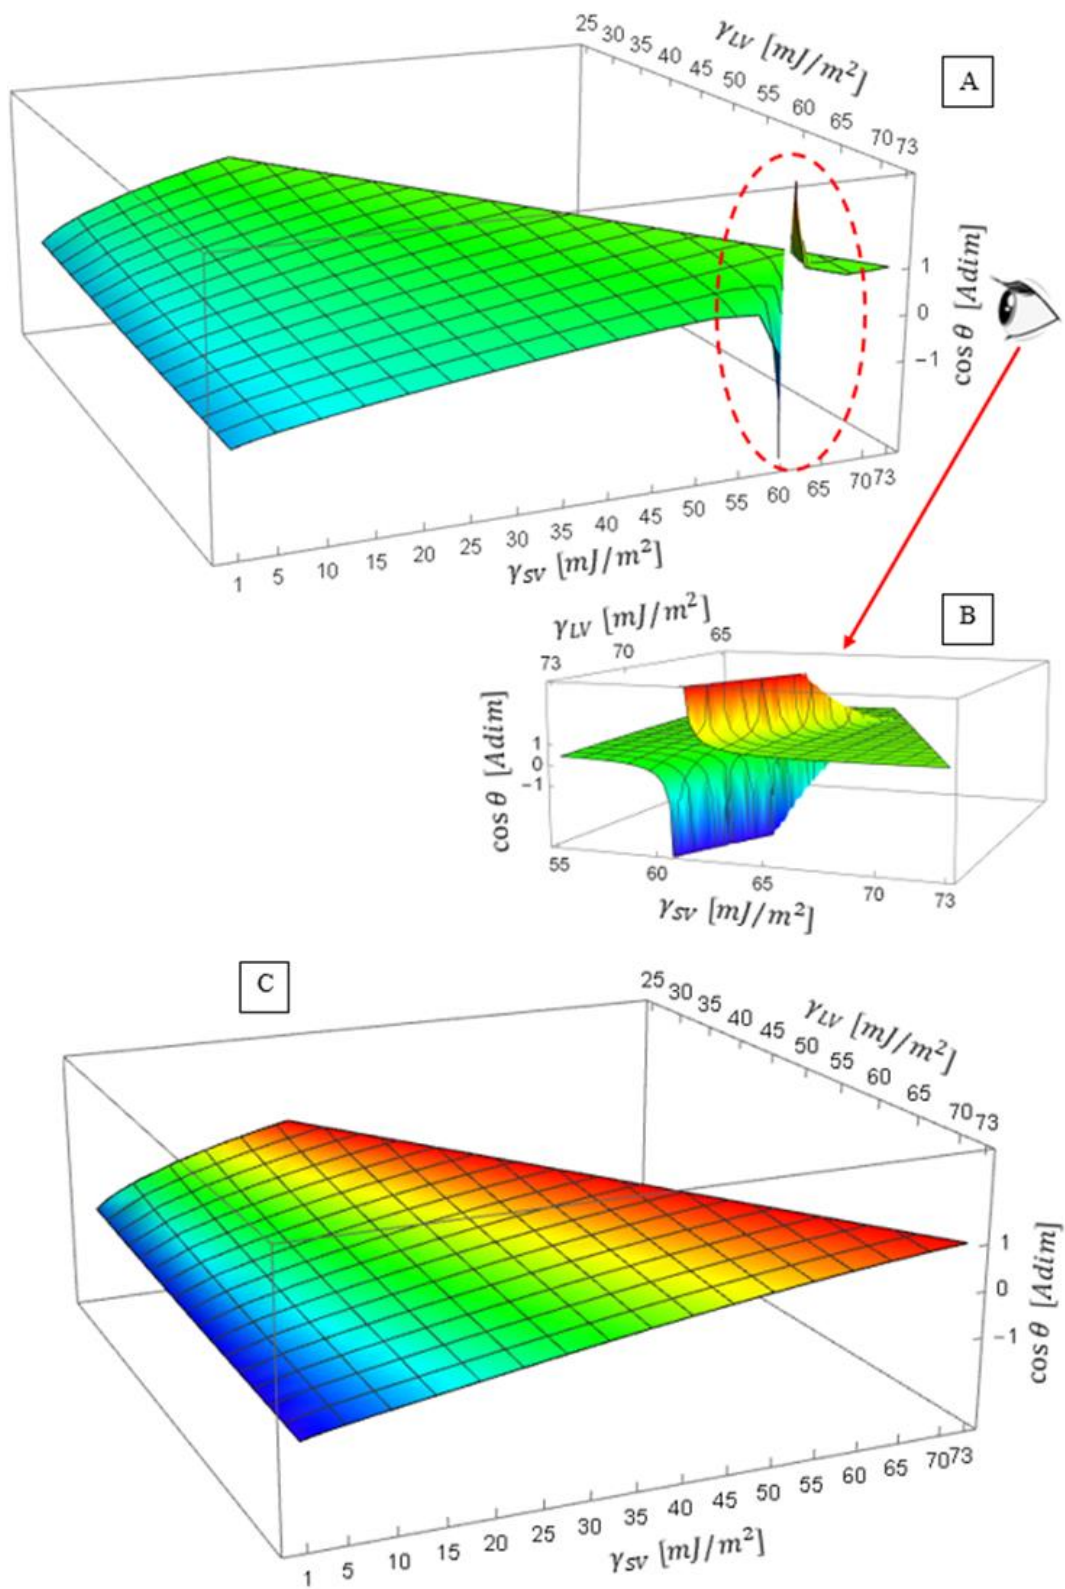 γLV [mJ/m²]
25 30 35 40 45 50 55 60 65 70 73
A
cos θ [Adim]
1
0
−1
1 5 10 15 20 25 30 35 40 45 50 55 60 65 70 73
γSV [mJ/m²]
B
γLV [mJ/m²]
73 70 65
cos θ [Adim]
1
0
−1
55 60 65 70 73
γSV [mJ/m²]
C
γLV [mJ/m²]
25 30 35 40 45 50 55 60 65 70 73
cos θ [Adim]
1
0
−1
1 5 10 15 20 25 30 35 40 45 50 55 60 65 70 73
γSV [mJ/m²]